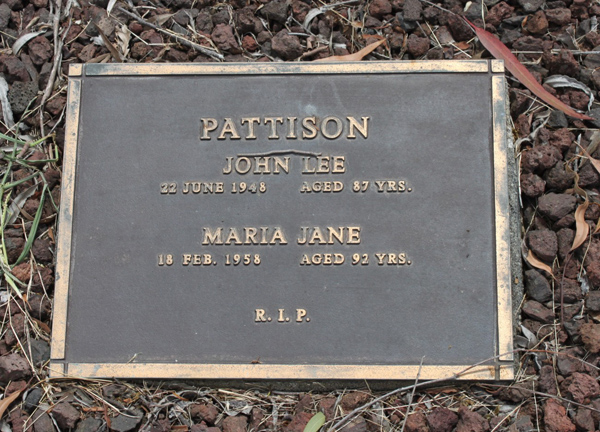 PATTISON
JOHN LEE
22 JUNE 1948 AGED 87 YRS.
MARIA JANE
18 FEB. 1958 AGED 92 YRS.
R. I. P.